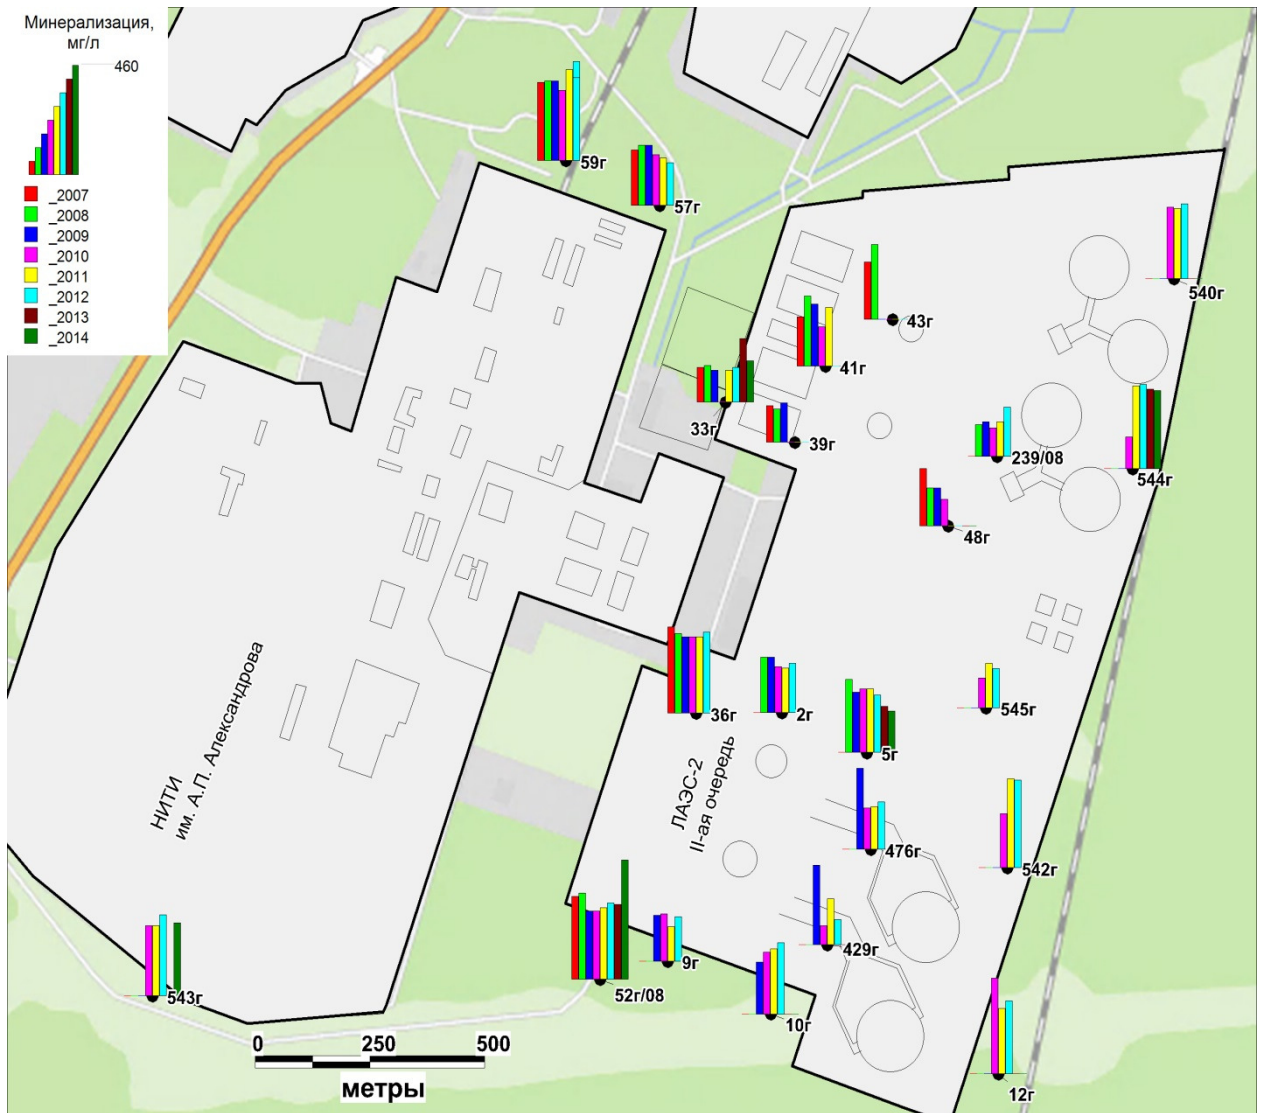 Минерализация,
мг/л
460
_2007
_2008
_2009
_2010
_2011
_2012
_2013
_2014
59г
57г
540г
43г
41г
33г
39г
239/08
544г
48г
545г
36г
2г
5г
НИТИ
им. А.П. Александрова
ЛАЭС-2
II-ая очередь
476г
542г
429г
9г
52г/08
543г
10г
0 250 500
метры
12г